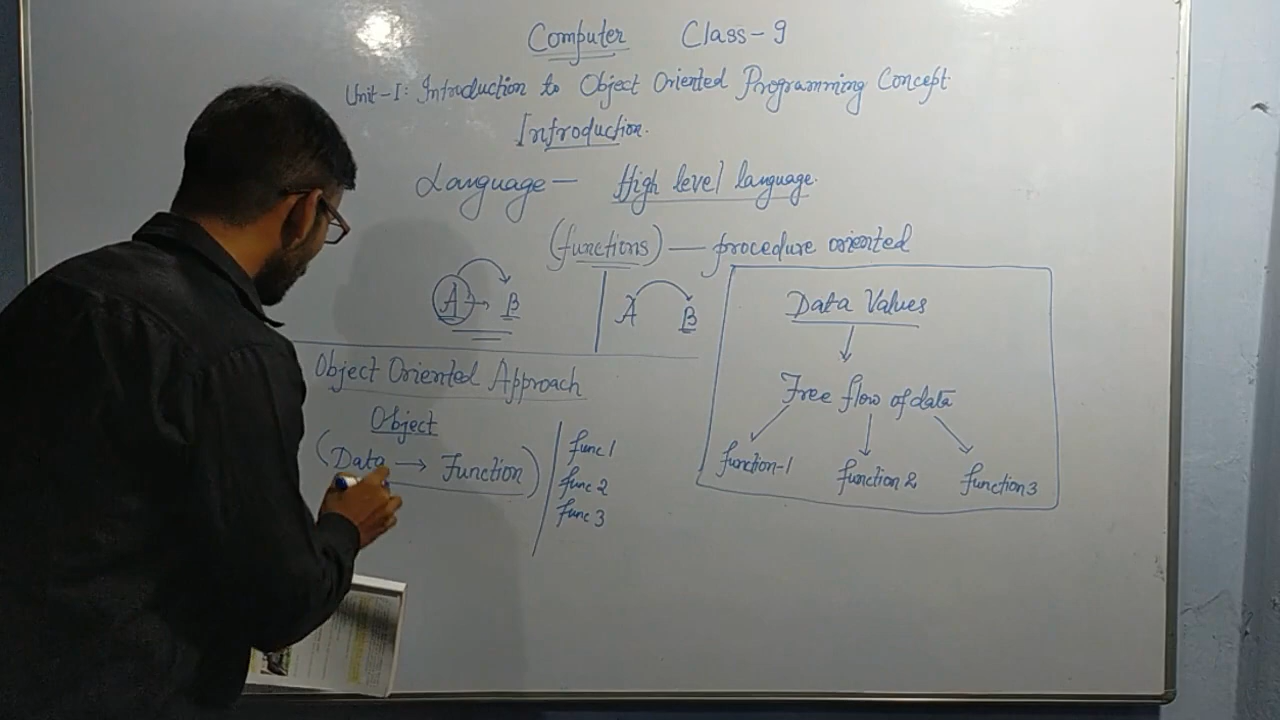 Computer Class-9
Unit-I: Introduction to Object Oriented Programming Concept
Introduction.
Language — High level language.
(functions) — procedure oriented
A → B
A B
Data Values
Free flow of data
function-1 function 2 function 3
Object Oriented Approach
Object
(Data → Function)
func 1
func 2
func 3